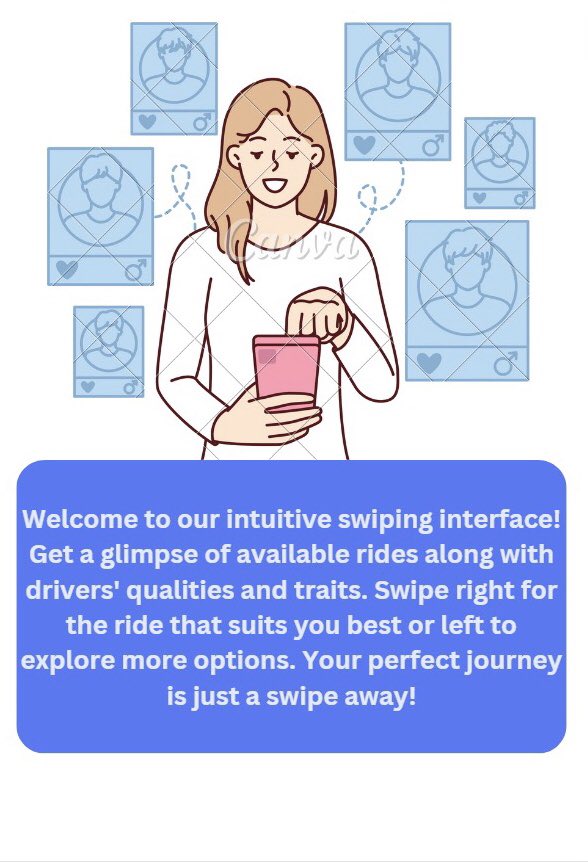 Canva
Welcome to our intuitive swiping interface!
Get a glimpse of available rides along with
drivers' qualities and traits. Swipe right for
the ride that suits you best or left to
explore more options. Your perfect journey
is just a swipe away!